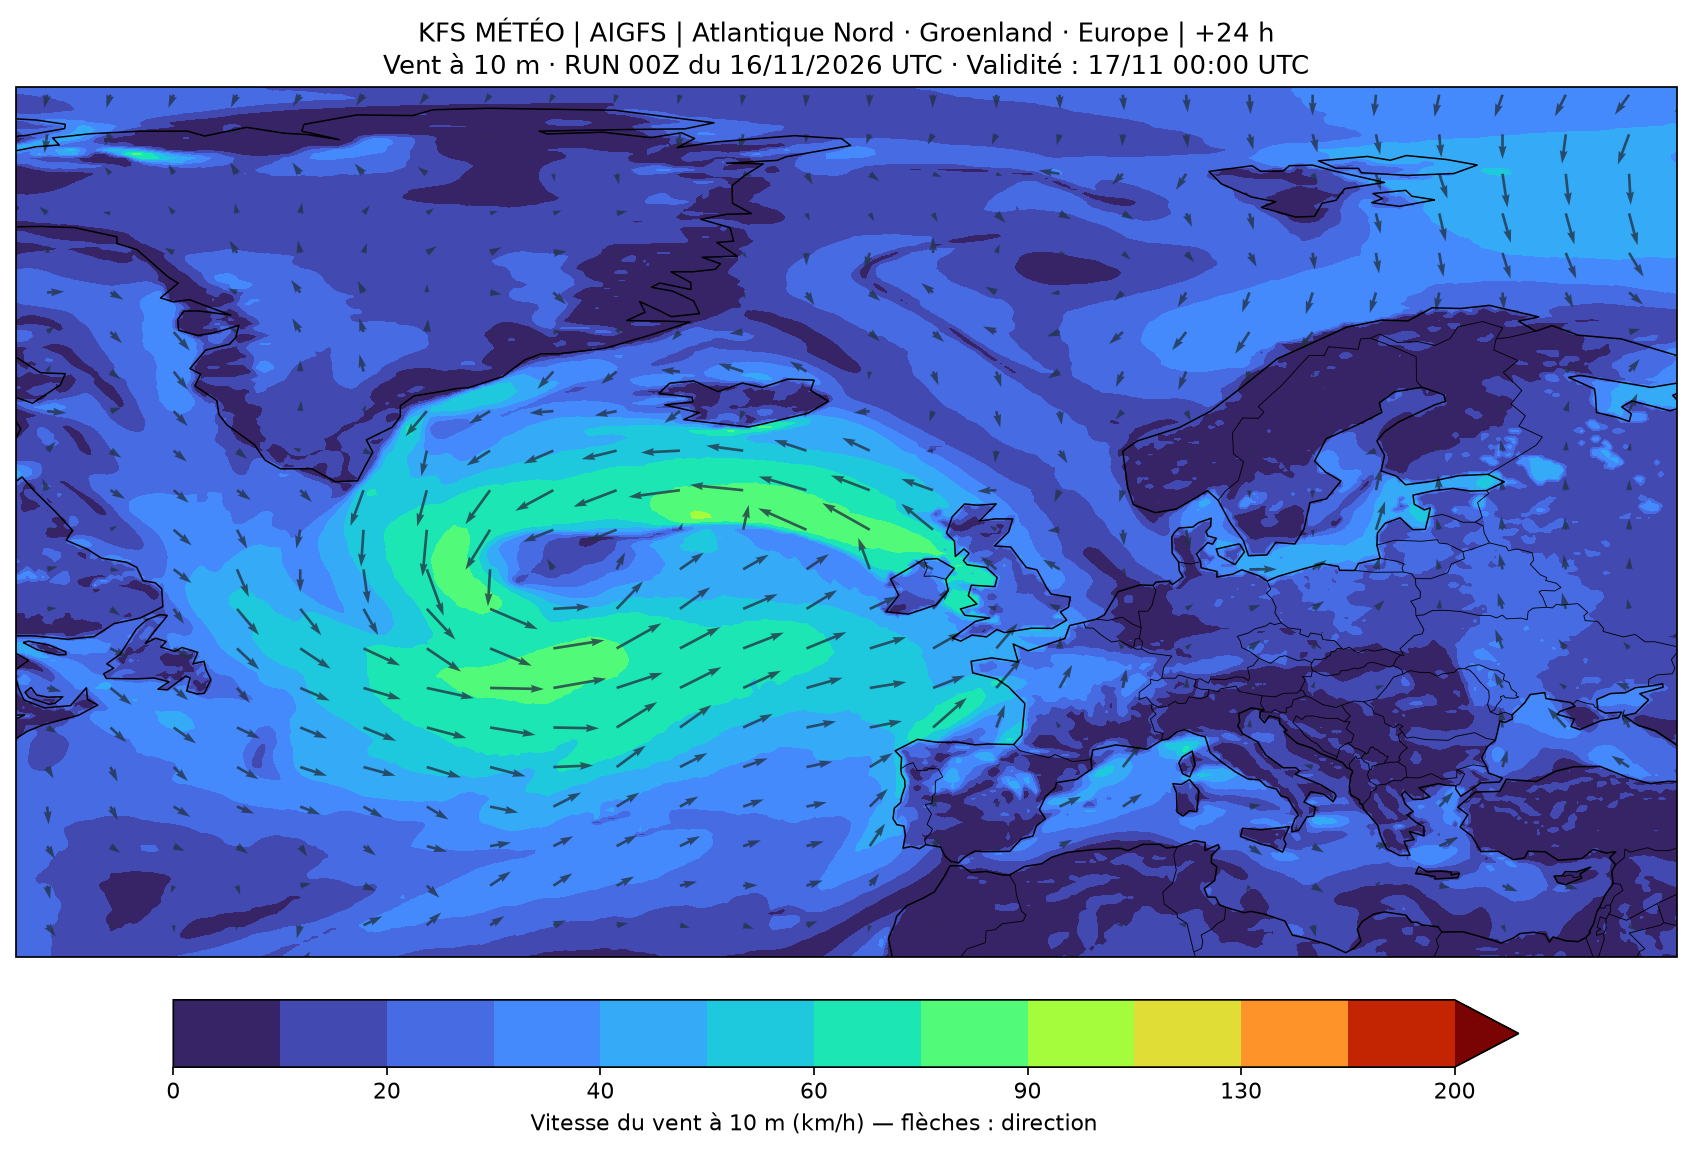 KFS MÉTÉO | AIGFS | Atlantique Nord · Groenland · Europe | +24 h
Vent à 10 m · RUN 00Z du 16/11/2026 UTC · Validité : 17/11 00:00 UTC
0 20 40 60 90 130 200
Vitesse du vent à 10 m (km/h) — flèches : direction